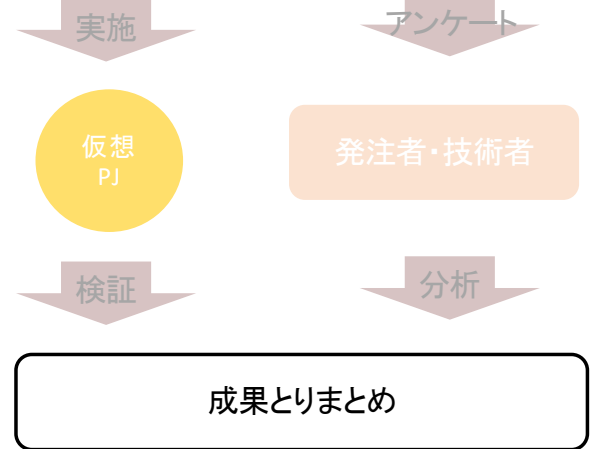 実施
アンケート
仮想
PJ
発注者・技術者
検証
分析
成果とりまとめ